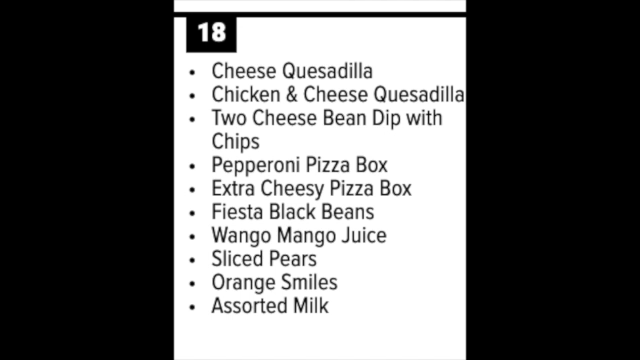 18
• Cheese Quesadilla
• Chicken & Cheese Quesadilla
• Two Cheese Bean Dip with
Chips
• Pepperoni Pizza Box
• Extra Cheesy Pizza Box
• Fiesta Black Beans
• Wango Mango Juice
• Sliced Pears
• Orange Smiles
• Assorted Milk